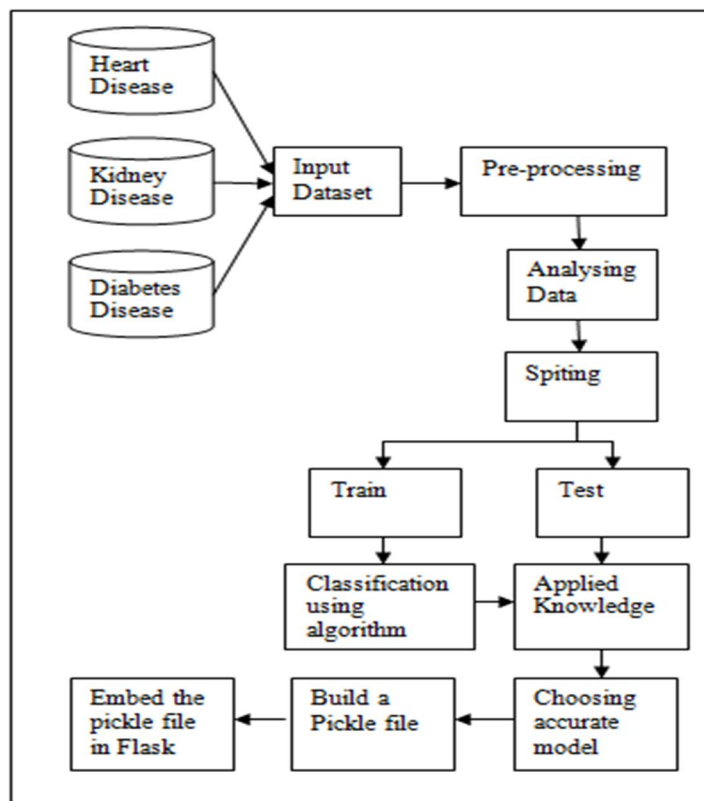 Heart
Disease
Kidney
Disease
Diabetes
Disease
Input
Dataset
Pre-processing
Analysing
Data
Spiting
Train
Test
Classification
using
algorithm
Applied
Knowledge
Choosing
accurate
model
Build a
Pickle file
Embed the
pickle file
in Flask